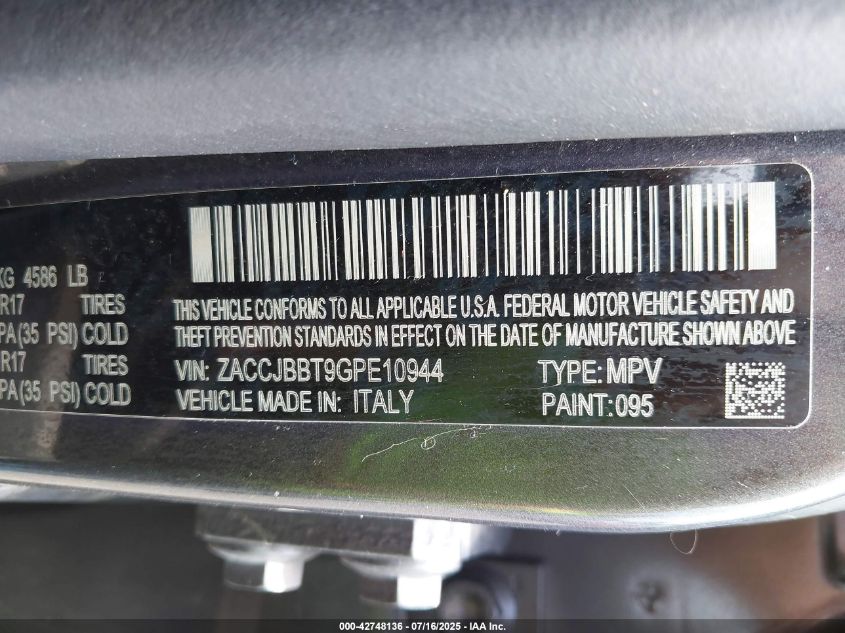 KG 4586 LB
R17 TIRES
PA(35 PSI) COLD
R17 TIRES
PA(35 PSI) COLD
THIS VEHICLE CONFORMS TO ALL APPLICABLE U.S.A. FEDERAL MOTOR VEHICLE SAFETY AND
THEFT PREVENTION STANDARDS IN EFFECT ON THE DATE OF MANUFACTURE SHOWN ABOVE
VIN: ZACCJBBT9GPE10944 TYPE: MPV
VEHICLE MADE IN: ITALY PAINT: 095
000-42748136 - 07/16/2025 - IAA Inc.